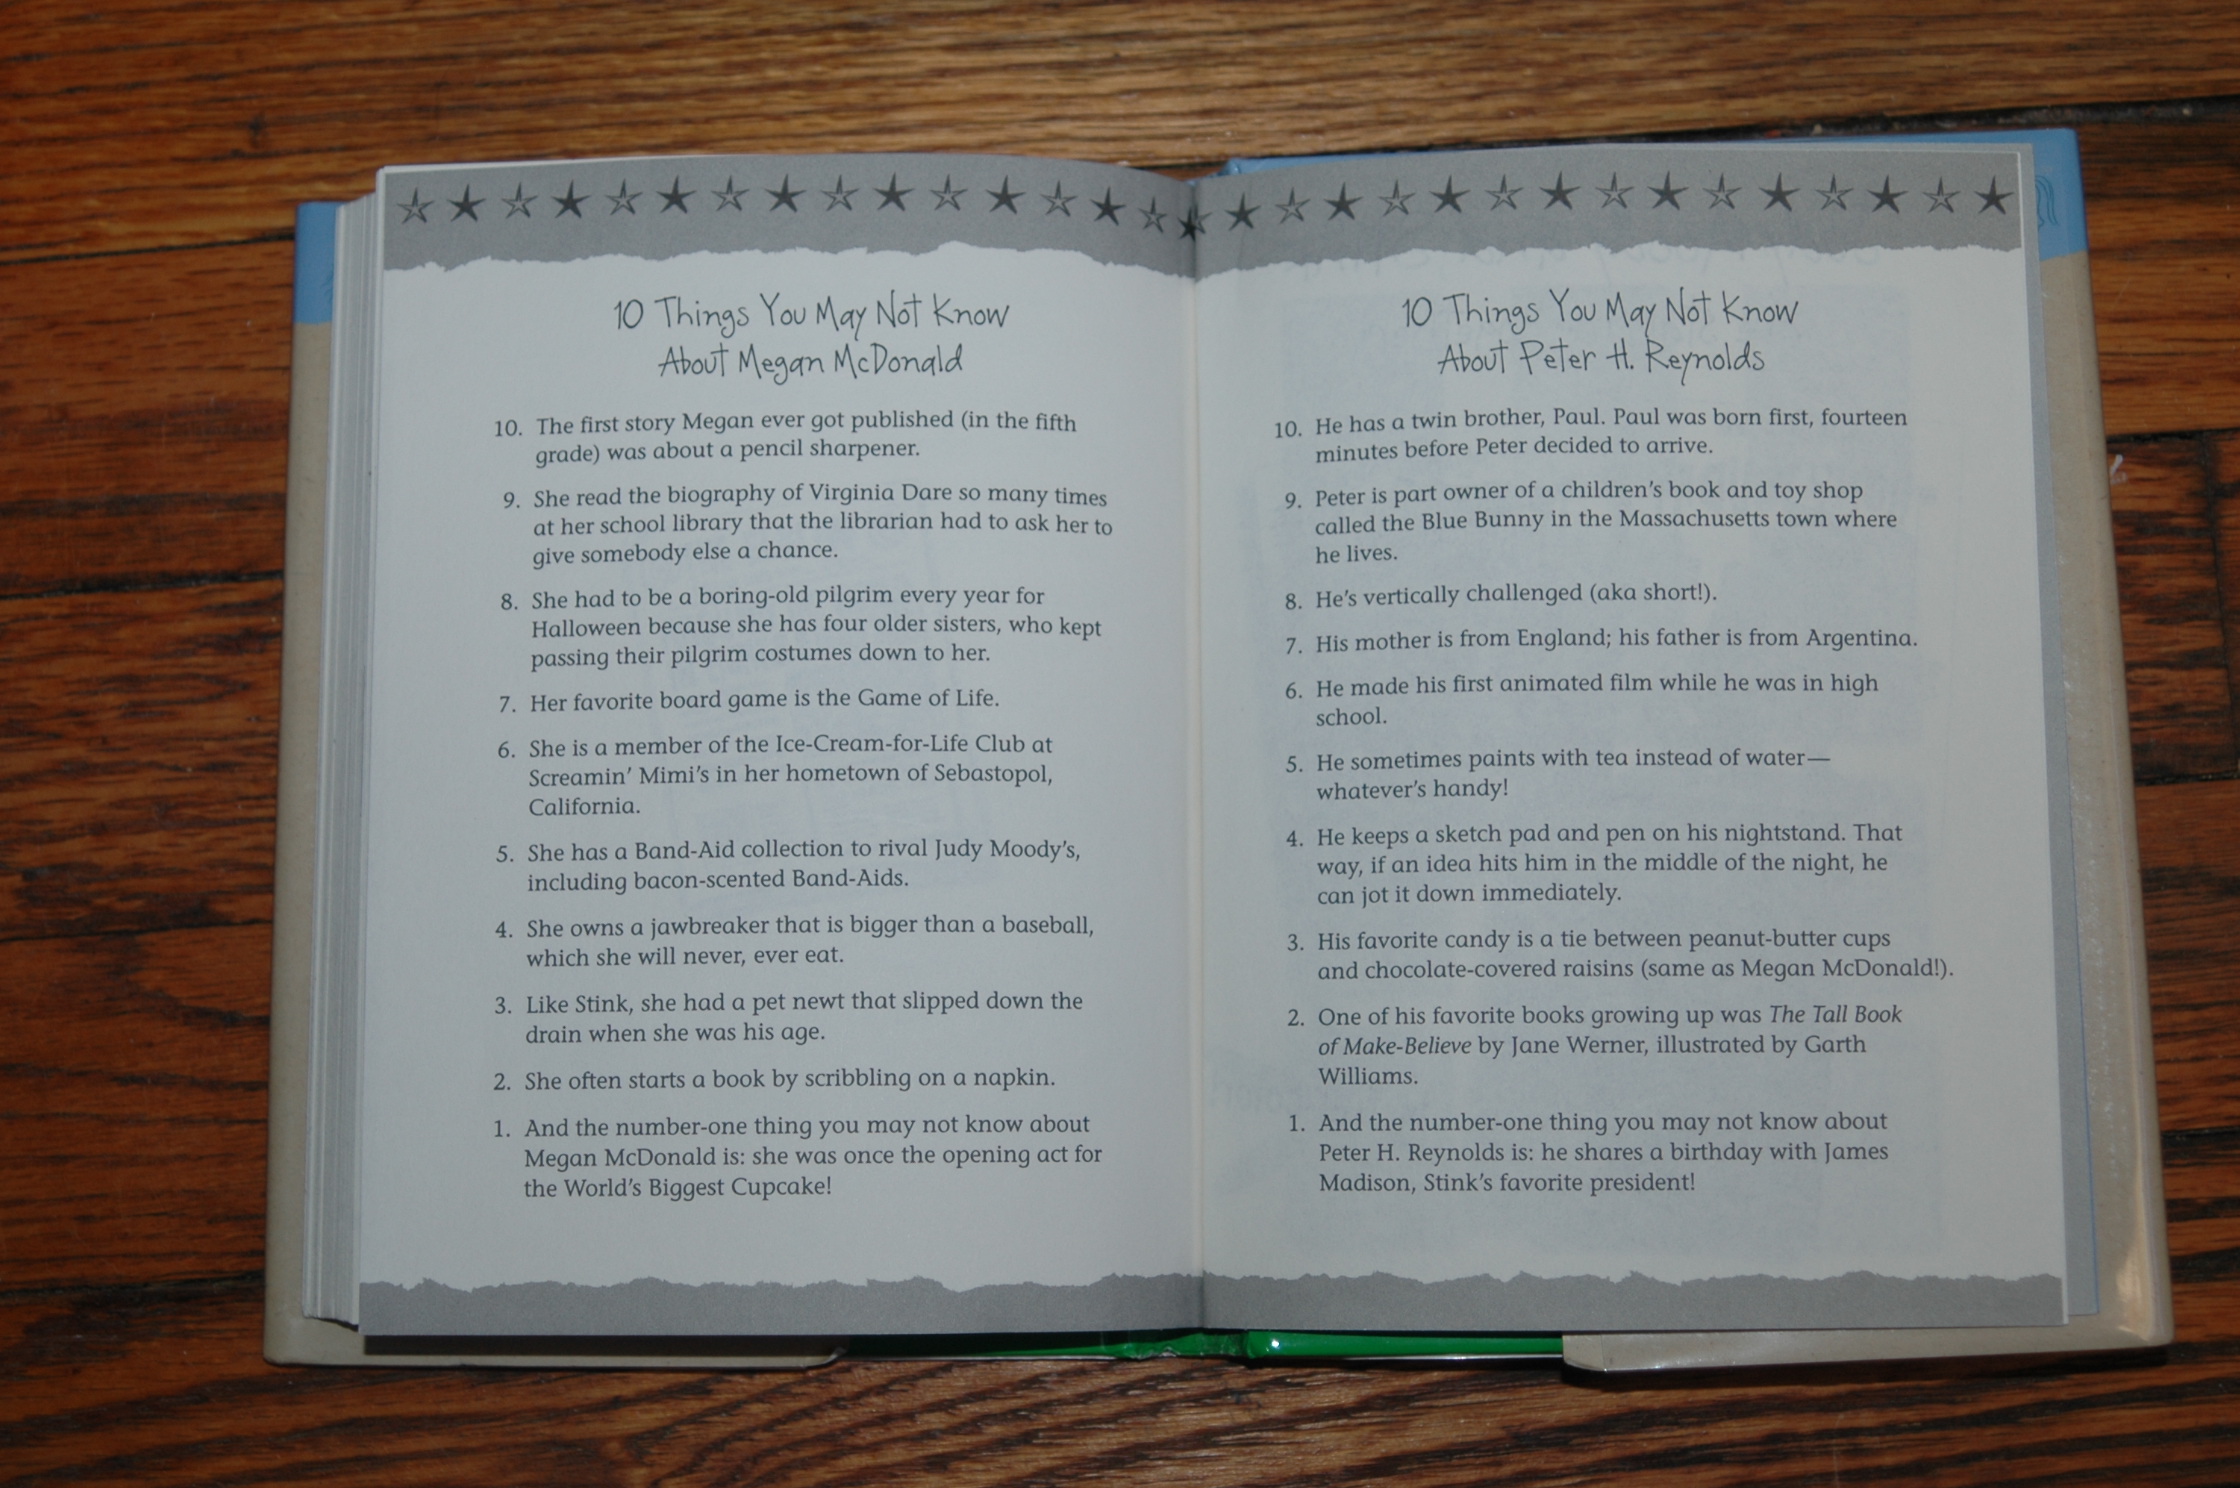 10 Things You May Not Know
About Megan McDonald
10. The first story Megan ever got published (in the fifth
grade) was about a pencil sharpener.
9. She read the biography of Virginia Dare so many times
at her school library that the librarian had to ask her to
give somebody else a chance.
8. She had to be a boring-old pilgrim every year for
Halloween because she has four older sisters, who kept
passing their pilgrim costumes down to her.
7. Her favorite board game is the Game of Life.
6. She is a member of the Ice-Cream-for-Life Club at
Screamin' Mimi's in her hometown of Sebastopol,
California.
5. She has a Band-Aid collection to rival Judy Moody's,
including bacon-scented Band-Aids.
4. She owns a jawbreaker that is bigger than a baseball,
which she will never, ever eat.
3. Like Stink, she had a pet newt that slipped down the
drain when she was his age.
2. She often starts a book by scribbling on a napkin.
1. And the number-one thing you may not know about
Megan McDonald is: she was once the opening act for
the World's Biggest Cupcake!
10 Things You May Not Know
About Peter H. Reynolds
10. He has a twin brother, Paul. Paul was born first, fourteen
minutes before Peter decided to arrive.
9. Peter is part owner of a children's book and toy shop
called the Blue Bunny in the Massachusetts town where
he lives.
8. He's vertically challenged (aka short!).
7. His mother is from England; his father is from Argentina.
6. He made his first animated film while he was in high
school.
5. He sometimes paints with tea instead of water—
whatever's handy!
4. He keeps a sketch pad and pen on his nightstand. That
way, if an idea hits him in the middle of the night, he
can jot it down immediately.
3. His favorite candy is a tie between peanut-butter cups
and chocolate-covered raisins (same as Megan McDonald!).
2. One of his favorite books growing up was The Tall Book
of Make-Believe by Jane Werner, illustrated by Garth
Williams.
1. And the number-one thing you may not know about
Peter H. Reynolds is: he shares a birthday with James
Madison, Stink's favorite president!